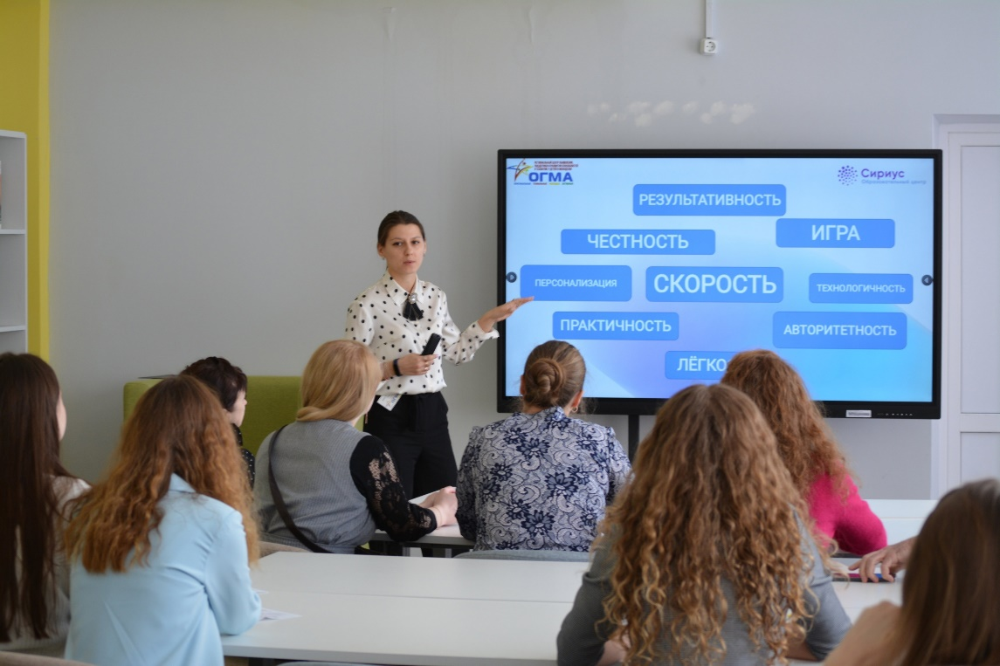 ОГМА
Сириус
Образовательный центр
РЕЗУЛЬТАТИВНОСТЬ
ИГРА
ЧЕСТНОСТЬ
ПЕРСОНАЛИЗАЦИЯ
СКОРОСТЬ
ТЕХНОЛОГИЧНОСТЬ
ПРАКТИЧНОСТЬ
АВТОРИТЕТНОСТЬ
ЛЁГКО